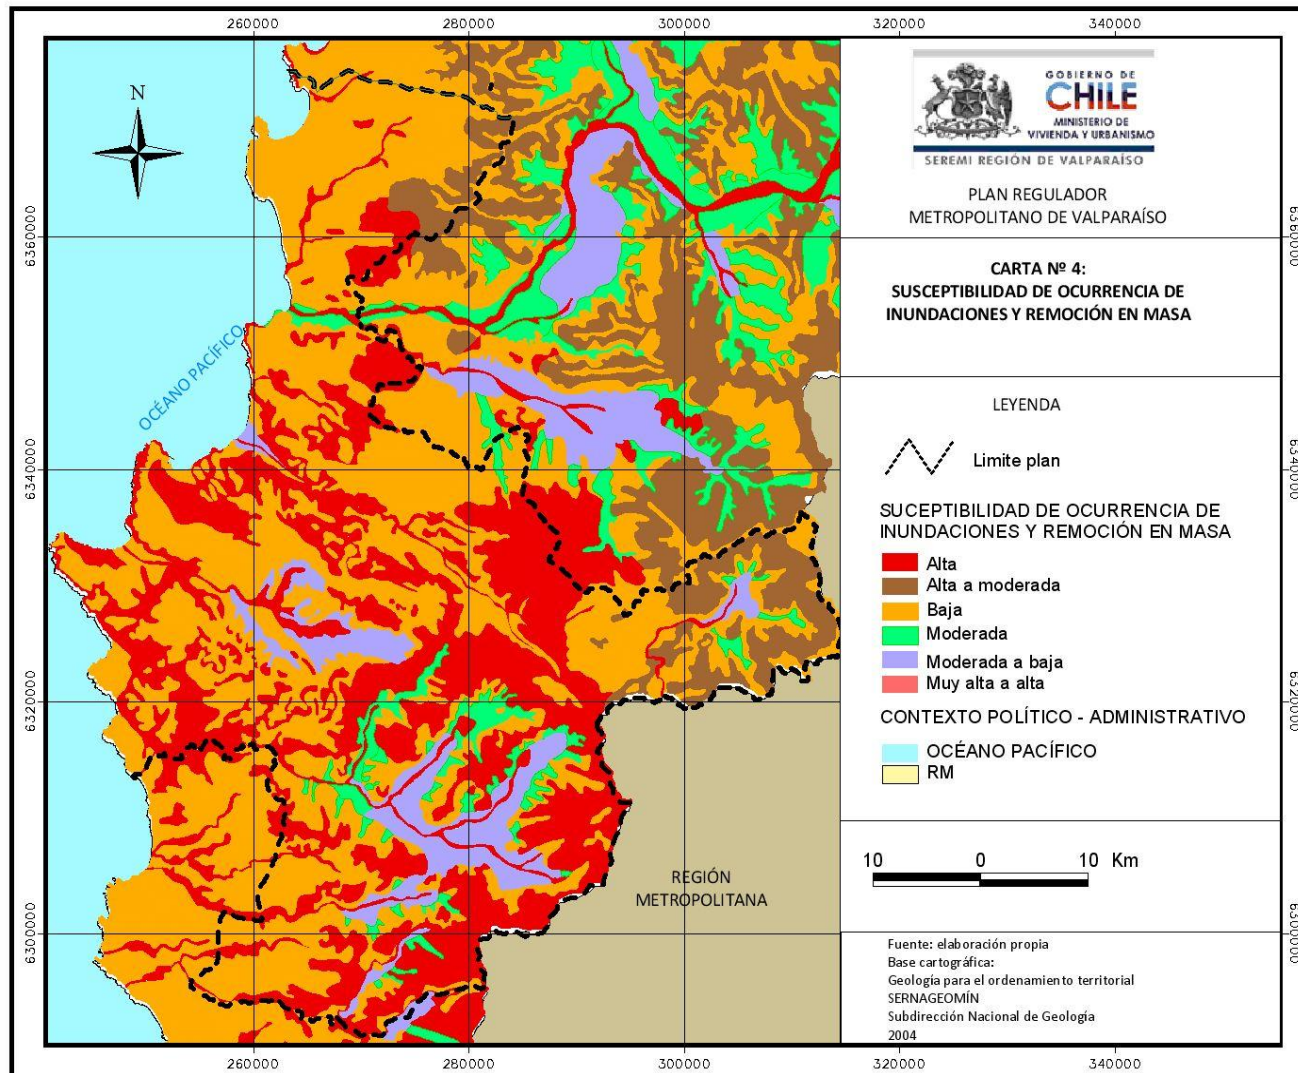 260000 280000 300000 320000 340000
N
6360000
6340000
6320000
6300000
OCÉANO PACÍFICO
REGIÓN
METROPOLITANA
260000 280000 300000 320000 340000
GOBIERNO DE
CHILE
MINISTERIO DE
VIVIENDA Y URBANISMO
SEREMI REGIÓN DE VALPARAÍSO
PLAN REGULADOR
METROPOLITANO DE VALPARAÍSO
CARTA Nº 4:
SUSCEPTIBILIDAD DE OCURRENCIA DE
INUNDACIONES Y REMOCIÓN EN MASA
LEYENDA
Limite plan
SUCEPTIBILIDAD DE OCURRENCIA DE
INUNDACIONES Y REMOCIÓN EN MASA
Alta
Alta a moderada
Baja
Moderada
Moderada a baja
Muy alta a alta
CONTEXTO POLÍTICO - ADMINISTRATIVO
OCÉANO PACÍFICO
RM
10 0 10 Km
Fuente: elaboración propia
Base cartográfica:
Geología para el ordenamiento territorial
SERNAGEOMÍN
Subdirección Nacional de Geología
2004
6360000
6340000
6320000
6300000